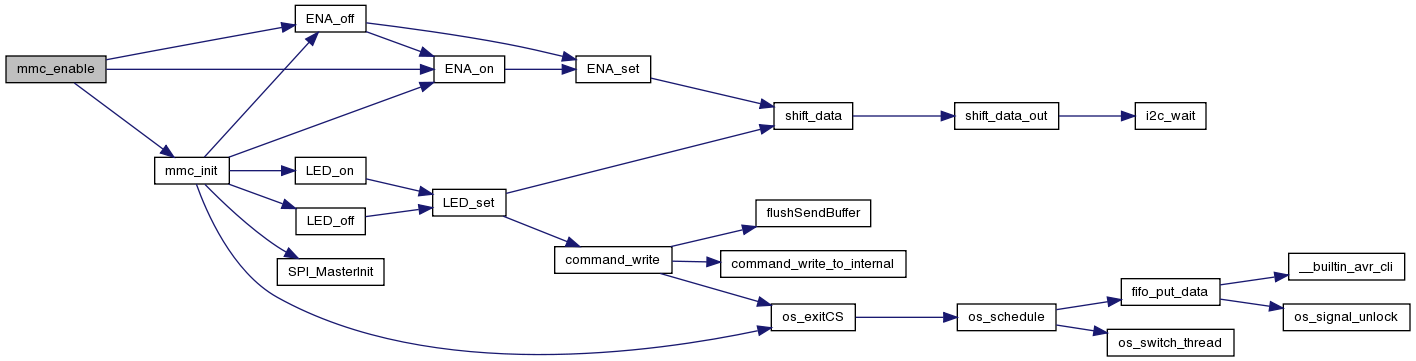 mmc_enable
ENA_off
ENA_on
ENA_set
mmc_init
LED_on
LED_off
SPI_MasterInit
LED_set
shift_data
shift_data_out
i2c_wait
command_write
flushSendBuffer
command_write_to_internal
os_exitCS
os_schedule
fifo_put_data
__builtin_avr_cli
os_signal_unlock
os_switch_thread